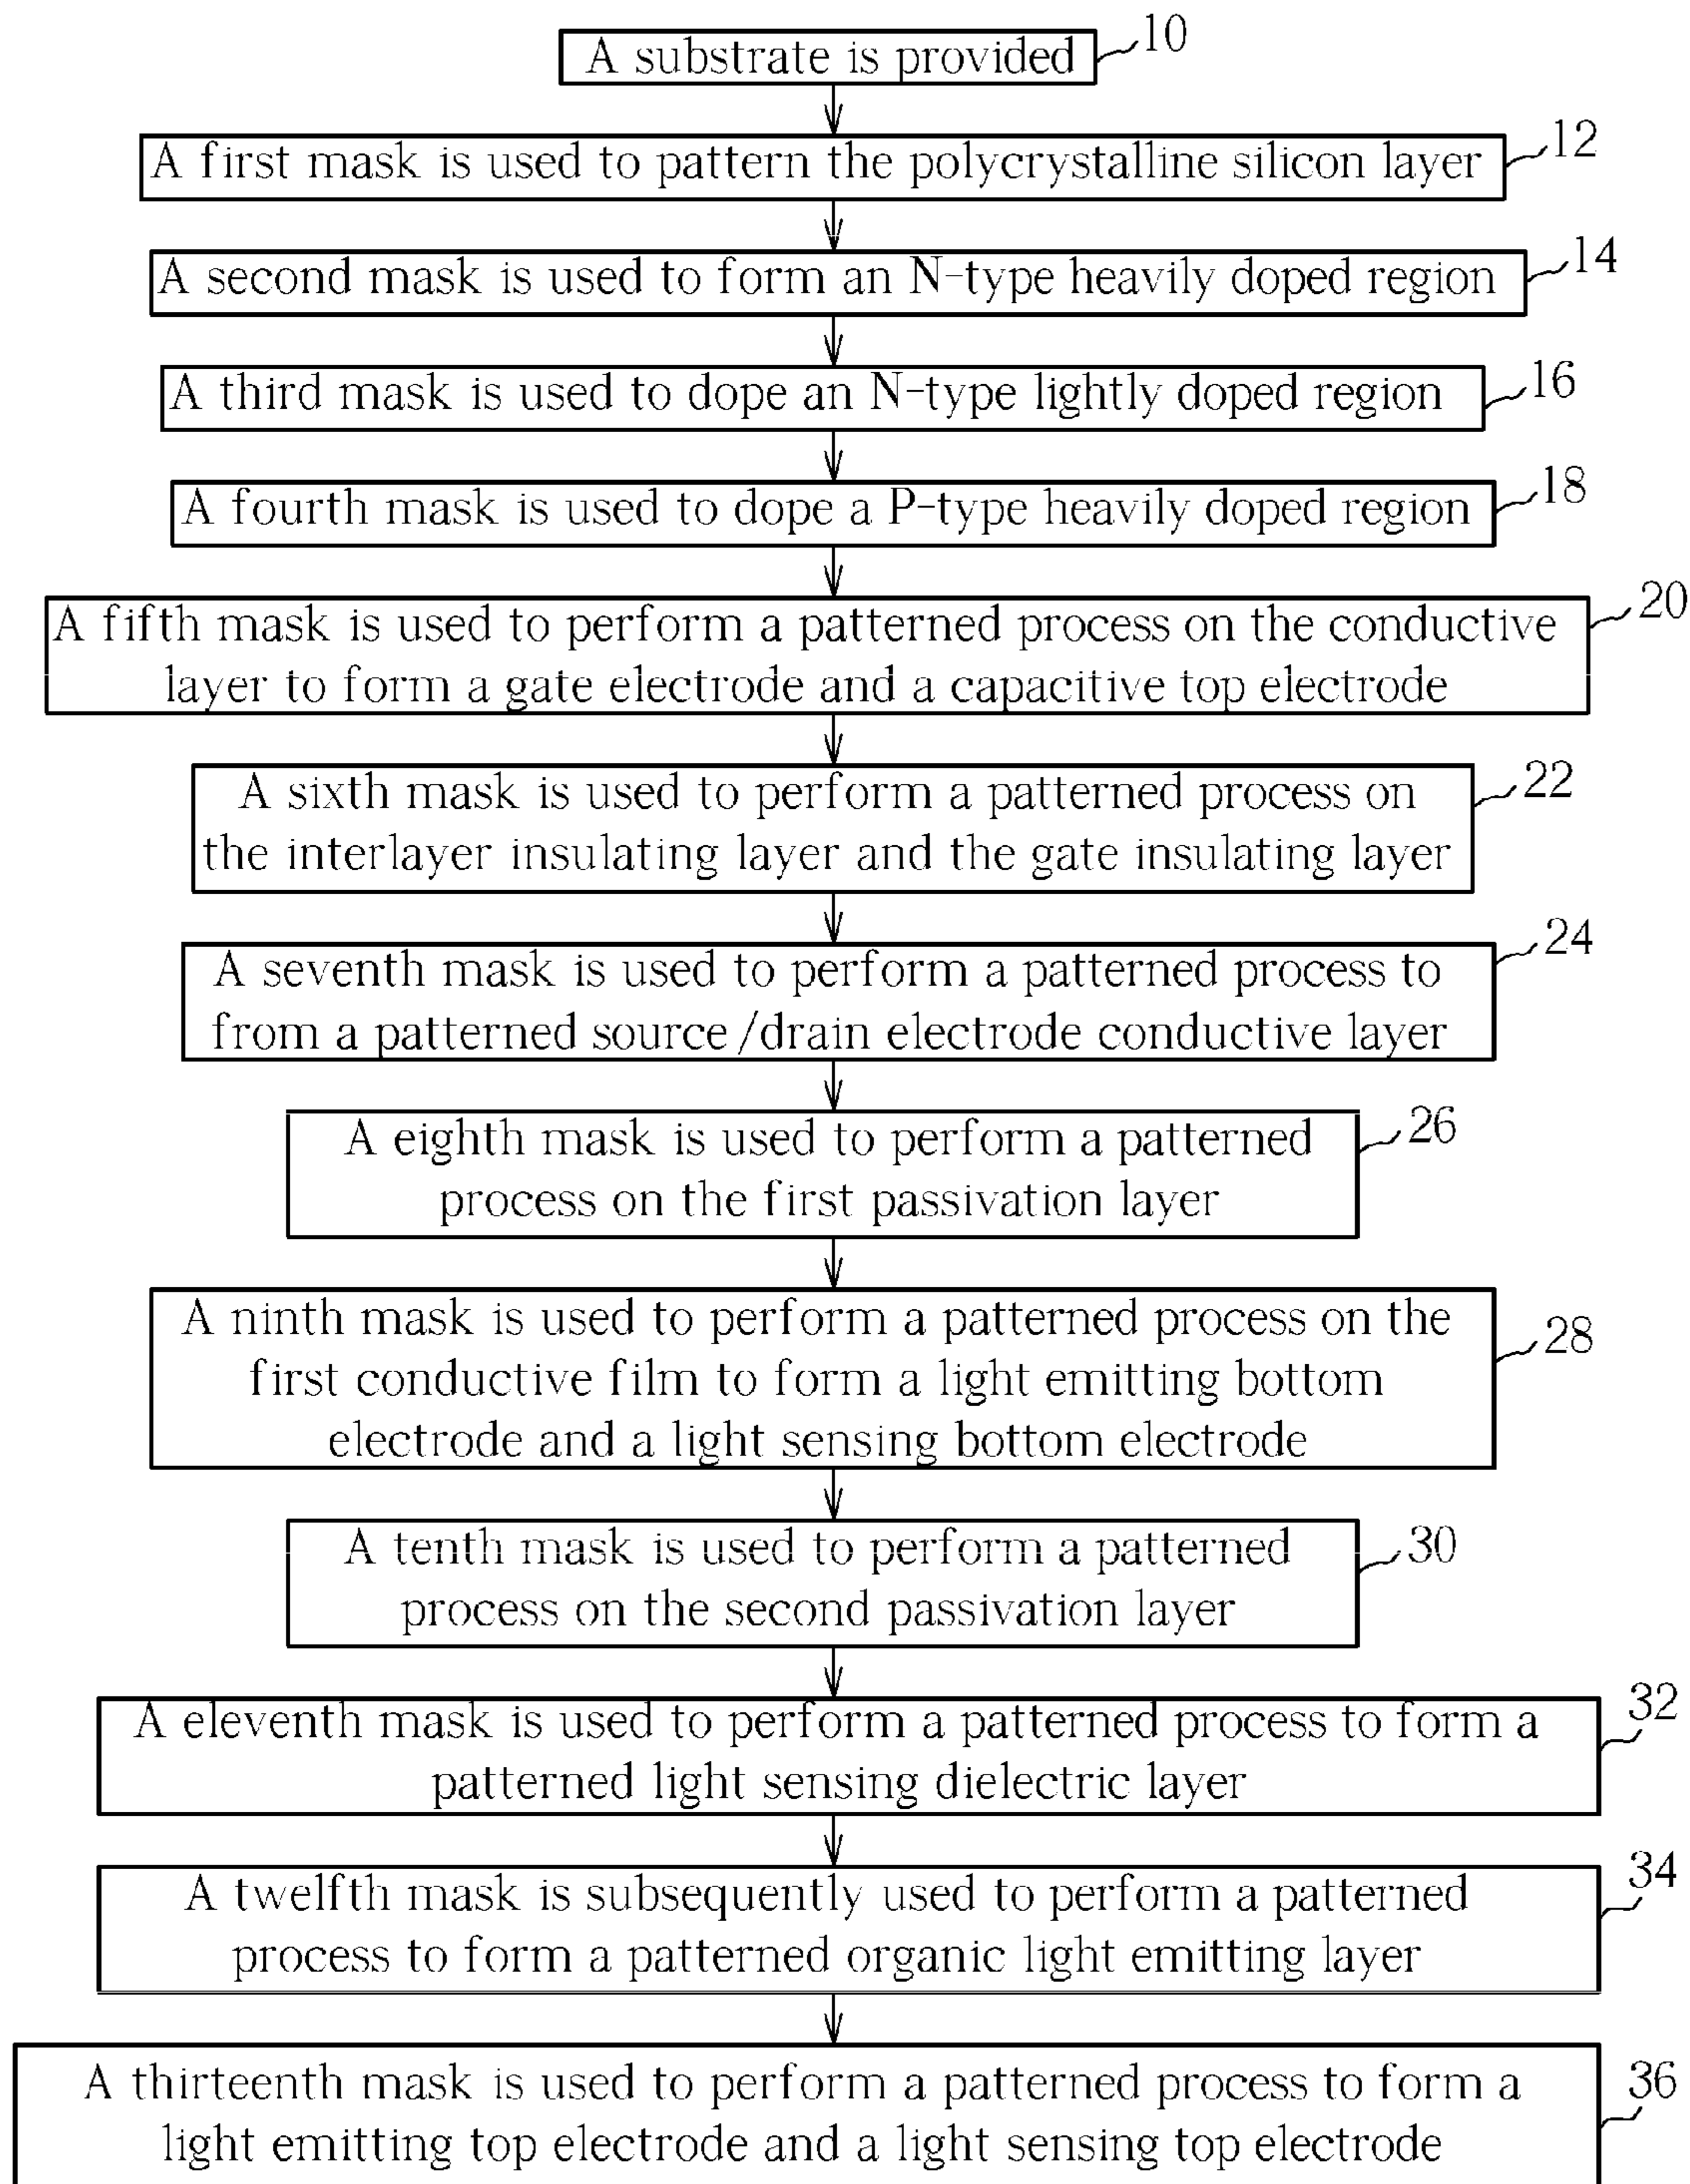 A substrate is provided
10
A first mask is used to pattern the polycrystalline silicon layer
12
A second mask is used to form an N-type heavily doped region
14
A third mask is used to dope an N-type lightly doped region
16
A fourth mask is used to dope a P-type heavily doped region
18
A fifth mask is used to perform a patterned process on the conductive
layer to form a gate electrode and a capacitive top electrode
20
A sixth mask is used to perform a patterned process on
the interlayer insulating layer and the gate insulating layer
22
A seventh mask is used to perform a patterned process to
from a patterned source/drain electrode conductive layer
24
A eighth mask is used to perform a patterned
process on the first passivation layer
26
A ninth mask is used to perform a patterned process on the
first conductive film to form a light emitting bottom
electrode and a light sensing bottom electrode
28
A tenth mask is used to perform a patterned
process on the second passivation layer
30
A eleventh mask is used to perform a patterned process to form a
patterned light sensing dielectric layer
32
A twelfth mask is subsequently used to perform a patterned
process to form a patterned organic light emitting layer
34
A thirteenth mask is used to perform a patterned process to form a
light emitting top electrode and a light sensing top electrode
36